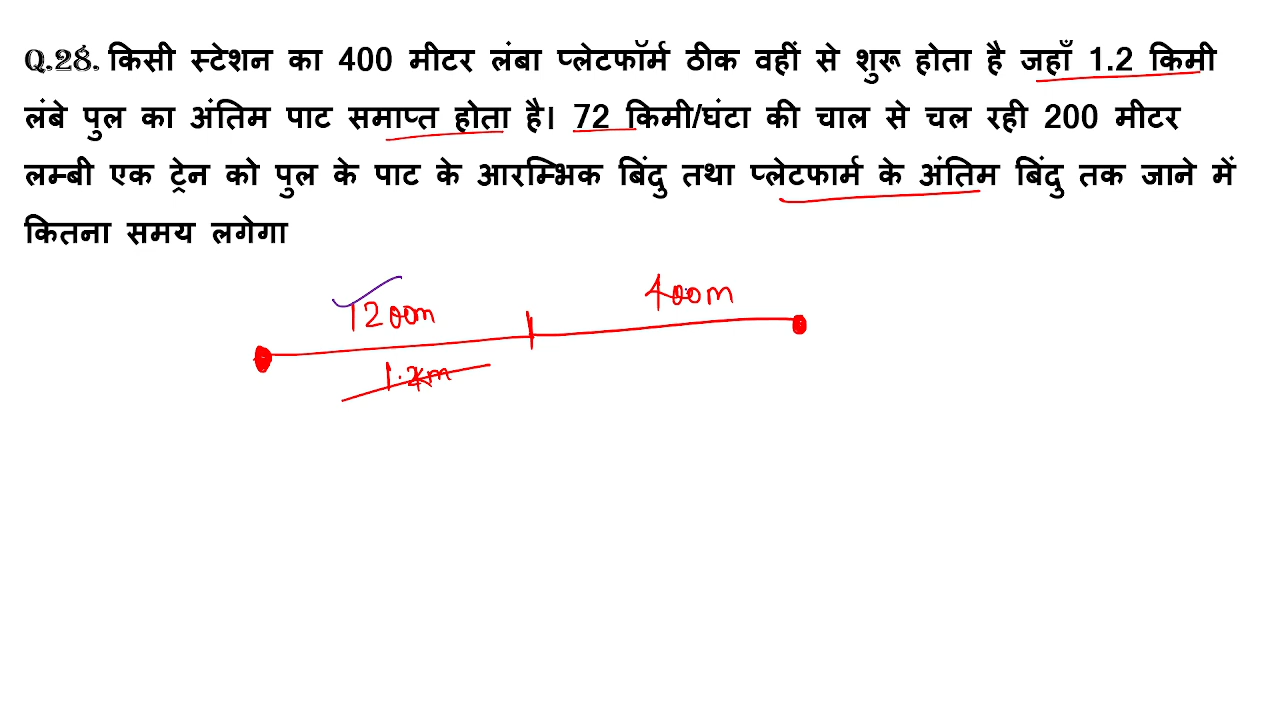 Q.28. किसी स्टेशन का 400 मीटर लंबा प्लेटफॉर्म ठीक वहीं से शुरू होता है जहाँ 1.2 किमी
लंबे पुल का अंतिम पाट समाप्त होता है। 72 किमी/घंटा की चाल से चल रही 200 मीटर
लम्बी एक ट्रेन को पुल के पाट के आरम्भिक बिंदु तथा प्लेटफार्म के अंतिम बिंदु तक जाने में
कितना समय लगेगा
1200m 400m
1.2km